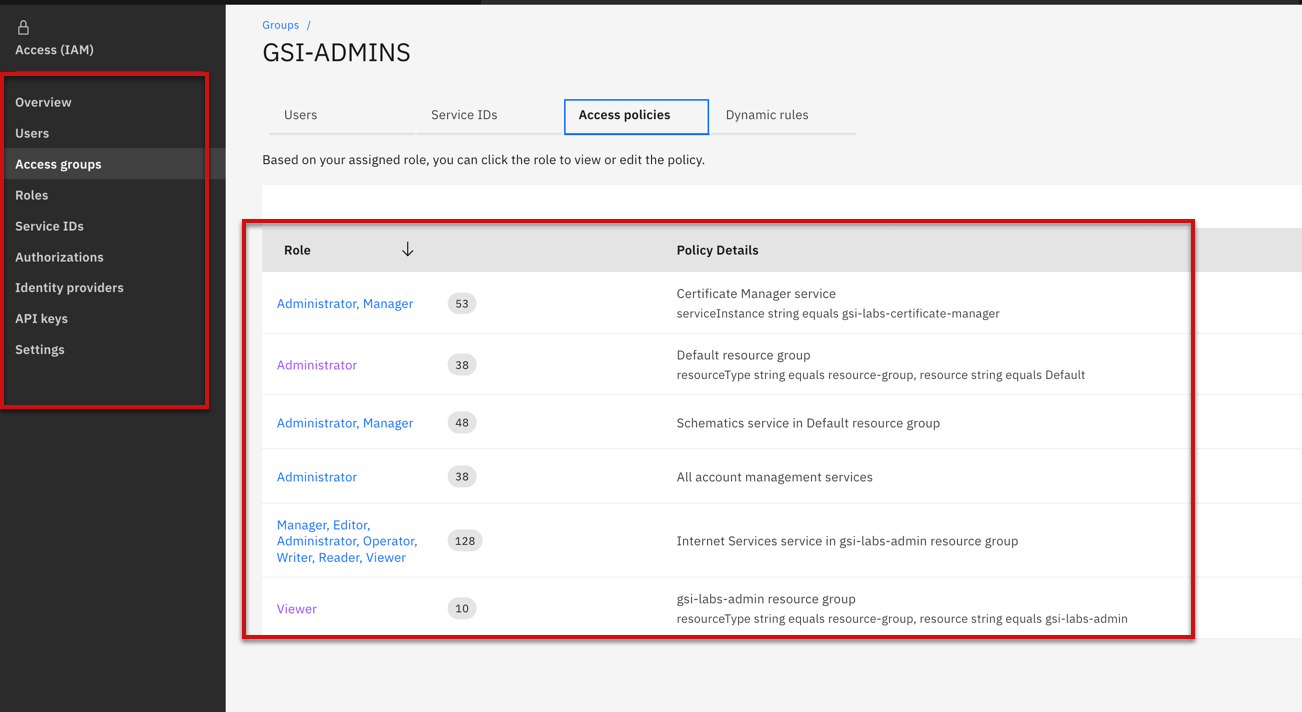 Access (IAM)
Overview
Users
Access groups
Roles
Service IDs
Authorizations
Identity providers
API keys
Settings
Groups /
GSI-ADMINS
Users Service IDs Access policies Dynamic rules
Based on your assigned role, you can click the role to view or edit the policy.
Role Policy Details
Administrator, Manager 53 Certificate Manager service
serviceInstance string equals gsi-labs-certificate-manager
Administrator 38 Default resource group
resourceType string equals resource-group, resource string equals Default
Administrator, Manager 48 Schematics service in Default resource group
Administrator 38 All account management services
Manager, Editor,
Administrator, Operator, 128 Internet Services service in gsi-labs-admin resource group
Writer, Reader, Viewer
Viewer 10 gsi-labs-admin resource group
resourceType string equals resource-group, resource string equals gsi-labs-admin